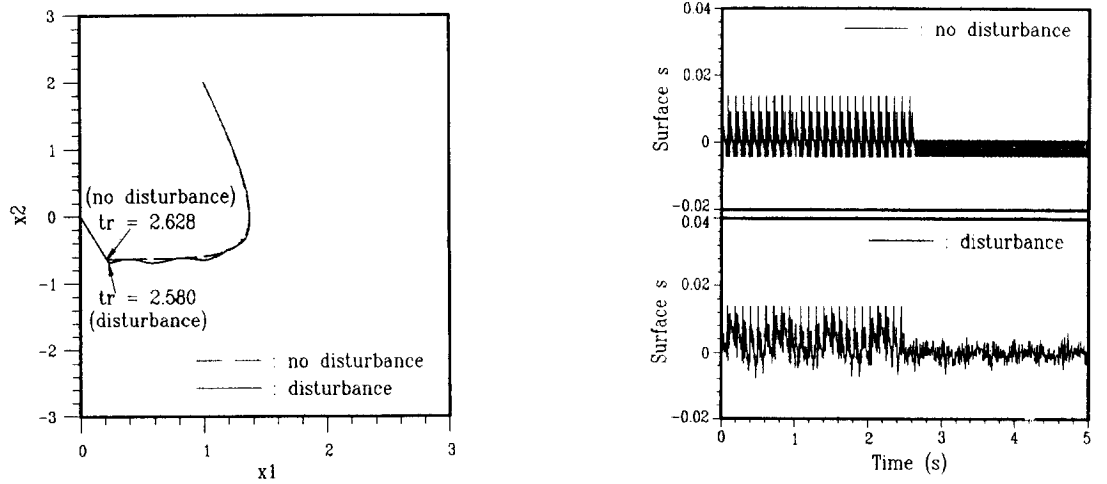 3
2
1
0
-1
-2
-3
x2
(no disturbance)
tr = 2.628
tr = 2.580
(disturbance)
: no disturbance
: disturbance
0
1
2
3
x1
0.04
0.02
0
-0.02
Surface s
: no disturbance
0.04
0.02
0
-0.02
Surface s
: disturbance
0
1
2
3
4
5
Time (s)